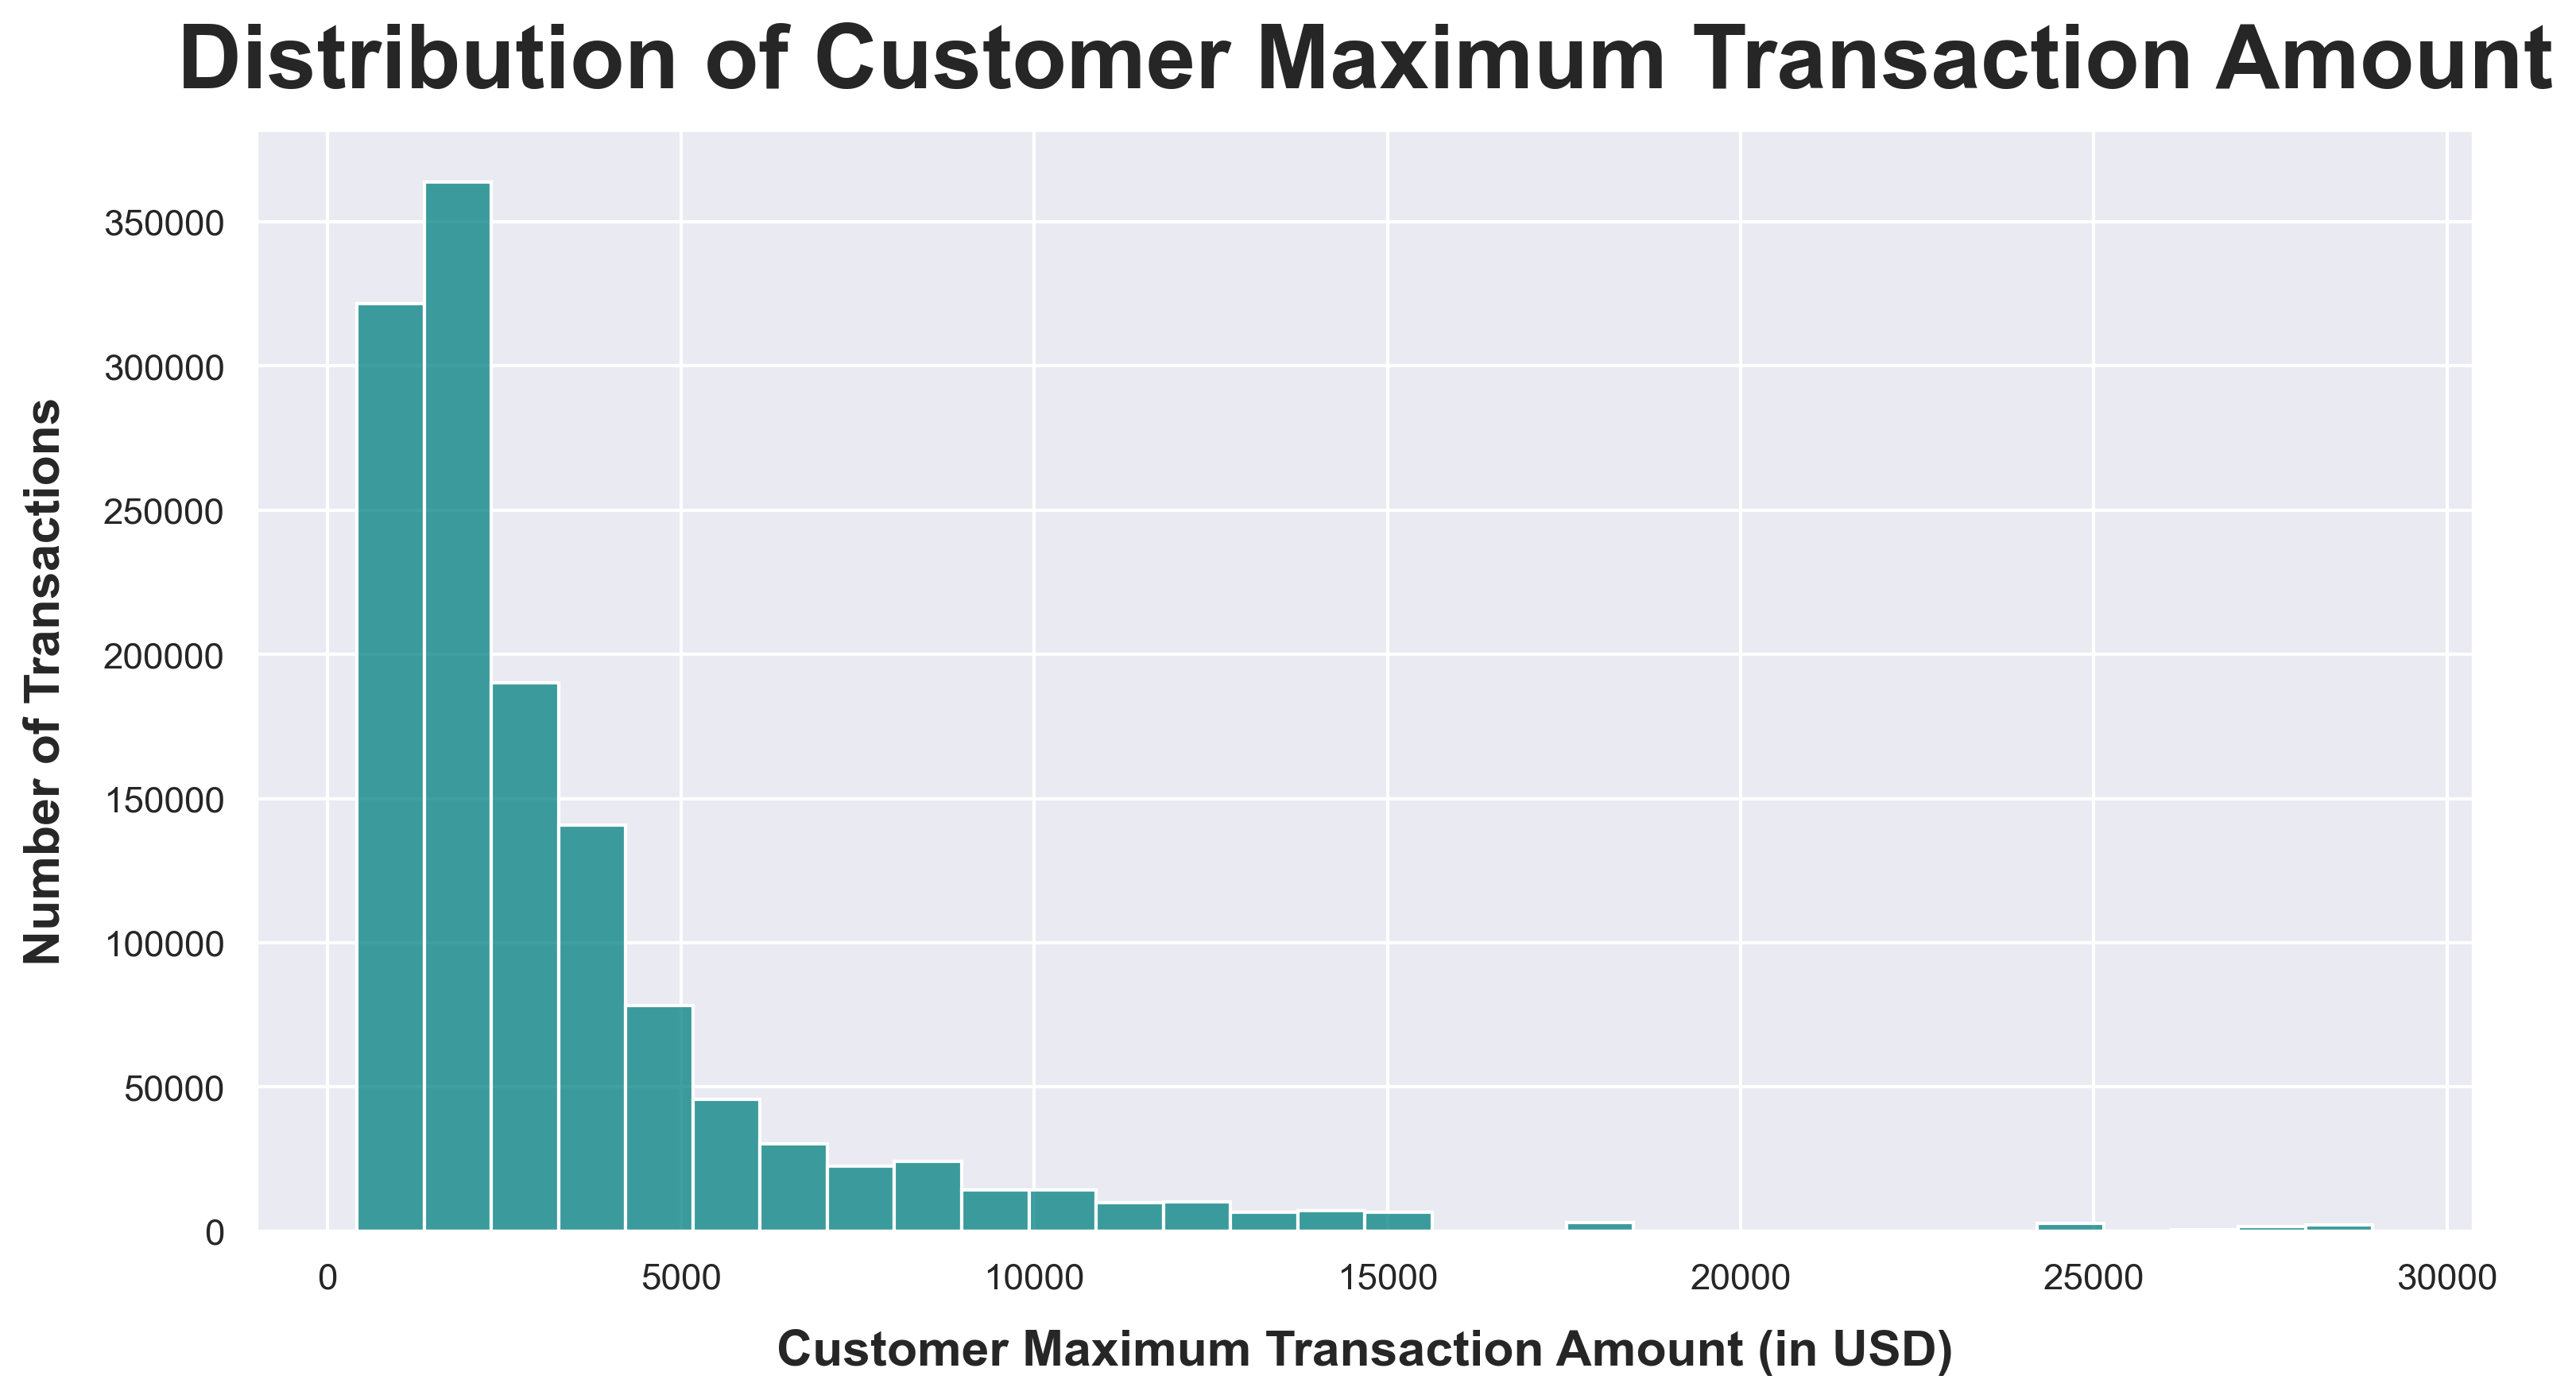 Distribution of Customer Maximum Transaction Amount
Number of Transactions
350000
300000
250000
200000
150000
100000
50000
0
0 5000 10000 15000 20000 25000 30000
Customer Maximum Transaction Amount (in USD)